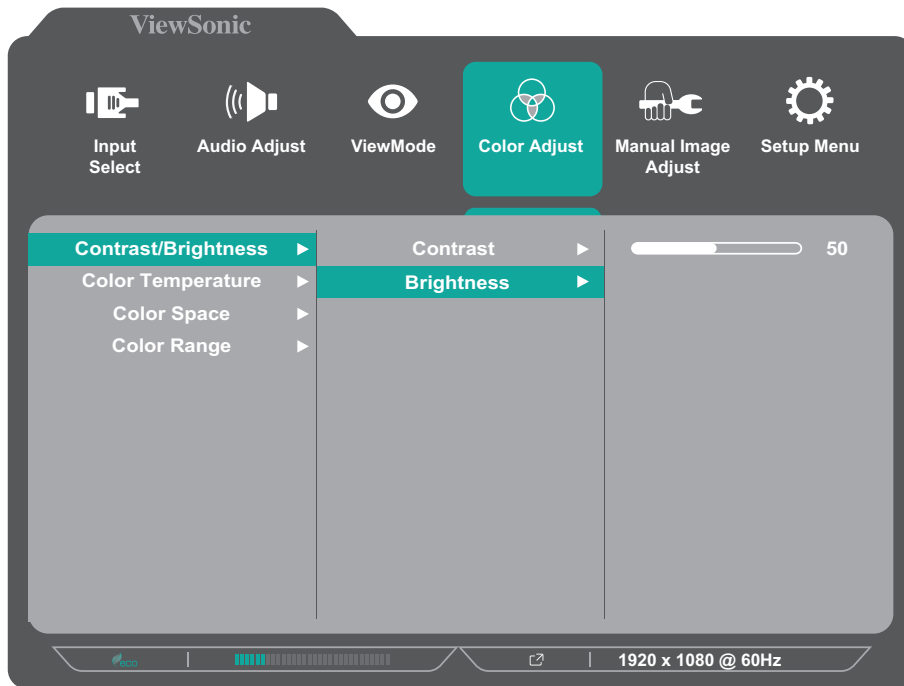 ViewSonic
Input Select
Audio Adjust
ViewMode
Color Adjust
Manual Image Adjust
Setup Menu
Contrast/Brightness
Contrast
50
Color Temperature
Brightness
Color Space
Color Range
eco
1920 x 1080 @ 60Hz